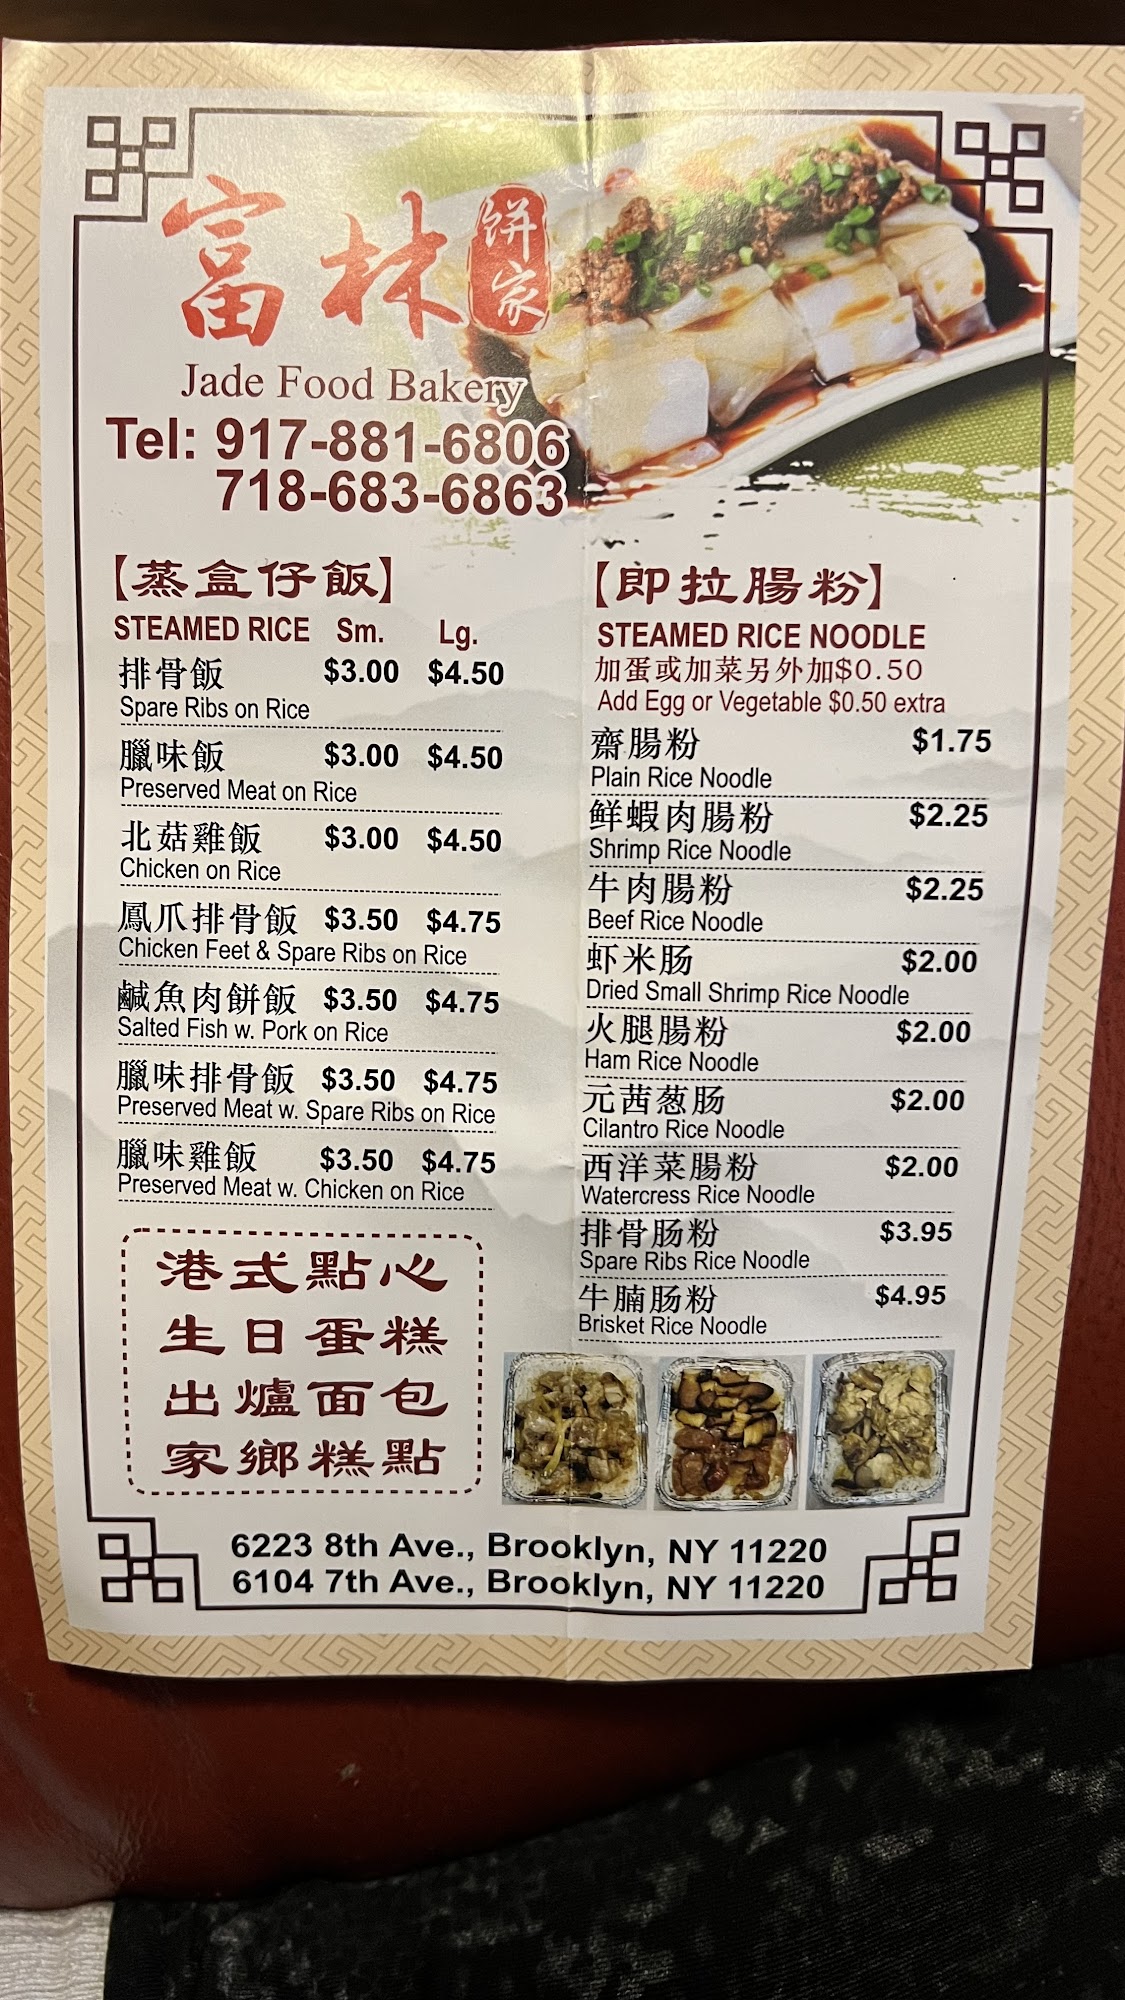 富林餅家
Jade Food Bakery
Tel: 917-881-6806
718-683-6863
【蒸盒仔飯】
STEAMED RICE Sm. Lg.
排骨飯 $3.00 $4.50
Spare Ribs on Rice
臘味飯 $3.00 $4.50
Preserved Meat on Rice
北菇雞飯 $3.00 $4.50
Chicken on Rice
鳳爪排骨飯 $3.50 $4.75
Chicken Feet & Spare Ribs on Rice
鹹魚肉餅飯 $3.50 $4.75
Salted Fish w. Pork on Rice
臘味排骨飯 $3.50 $4.75
Preserved Meat w. Spare Ribs on Rice
臘味雞飯 $3.50 $4.75
Preserved Meat w. Chicken on Rice
港式點心
生日蛋糕
出爐面包
家鄉糕點
【即拉腸粉】
STEAMED RICE NOODLE
加蛋或加菜另外加$0.50
Add Egg or Vegetable $0.50 extra
齋腸粉 $1.75
Plain Rice Noodle
鲜蝦肉腸粉 $2.25
Shrimp Rice Noodle
牛肉腸粉 $2.25
Beef Rice Noodle
虾米肠 $2.00
Dried Small Shrimp Rice Noodle
火腿腸粉 $2.00
Ham Rice Noodle
元茜葱肠 $2.00
Cilantro Rice Noodle
西洋菜腸粉 $2.00
Watercress Rice Noodle
排骨肠粉 $3.95
Spare Ribs Rice Noodle
牛腩肠粉 $4.95
Brisket Rice Noodle
6223 8th Ave., Brooklyn, NY 11220
6104 7th Ave., Brooklyn, NY 11220